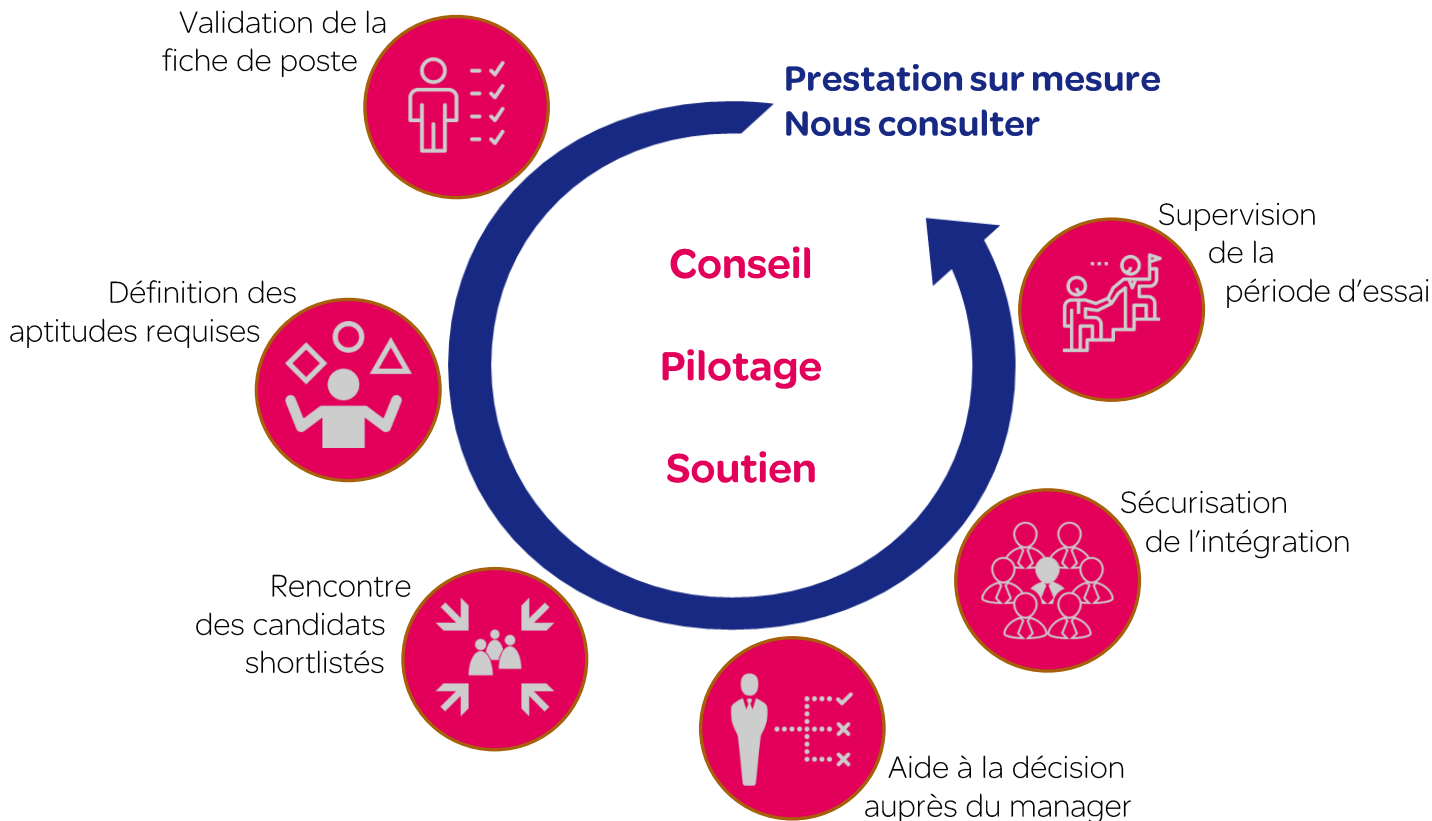 Validation de la
fiche de poste
Prestation sur mesure
Nous consulter
Définition des
aptitudes requises
Conseil
Pilotage
Soutien
Rencontre
des candidats
shortlistés
Aide à la décision
auprès du manager
Sécurisation
de l'intégration
Supervision
de la
période d'essai